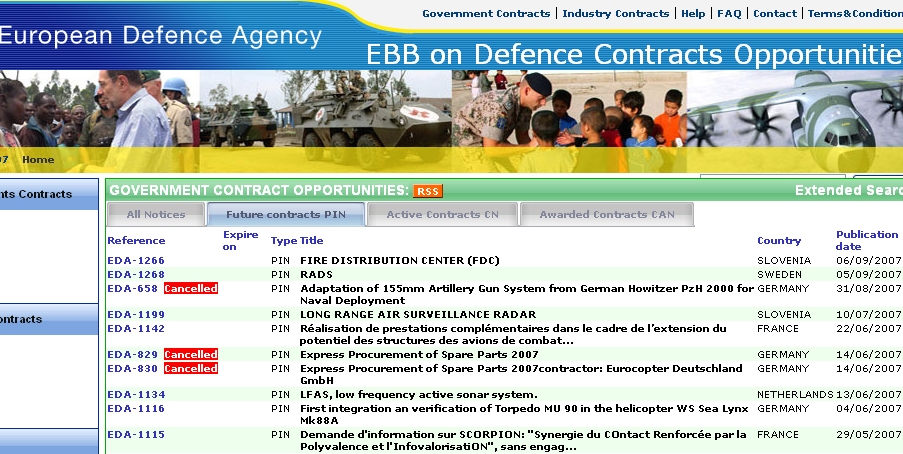 Government Contracts | Industry Contracts | Help | FAQ | Contact | Terms&Condition
European Defence Agency
EBB on Defence Contracts Opportunitie
07 Home
nts Contracts
ontracts
GOVERNMENT CONTRACT OPPORTUNITIES: RSS Extended Searc
All Notices Future contracts PIN Active Contracts CN Awarded Contracts CAN
Reference Expire on Type Title Country Publication date
EDA-1266 PIN FIRE DISTRIBUTION CENTER (FDC) SLOVENIA 06/09/2007
EDA-1268 PIN RADS SWEDEN 05/09/2007
EDA-658 Cancelled PIN Adaptation of 155mm Artillery Gun System from German Howitzer PzH 2000 for GERMANY 31/08/2007
Naval Deployment
EDA-1199 PIN LONG RANGE AIR SURVEILLANCE RADAR SLOVENIA 10/07/2007
EDA-1142 PIN Réalisation de prestations complémentaires dans le cadre de l'extension du FRANCE 22/06/2007
potentiel des structures des avions de combat...
EDA-829 Cancelled PIN Express Procurement of Spare Parts 2007 GERMANY 14/06/2007
EDA-830 Cancelled PIN Express Procurement of Spare Parts 2007contractor: Eurocopter Deutschland GERMANY 14/06/2007
GmbH
EDA-1134 PIN LFAS, low frequency active sonar system. NETHERLANDS 13/06/2007
EDA-1116 PIN First integration an verification of Torpedo MU 90 in the helicopter WS Sea Lynx GERMANY 04/06/2007
Mk88A
EDA-1115 PIN Demande d'information sur SCORPION: "Synergie du COntact Renforcée par la FRANCE 29/05/2007
Polyvalence et l'InfovalorisatiON", sans engag...